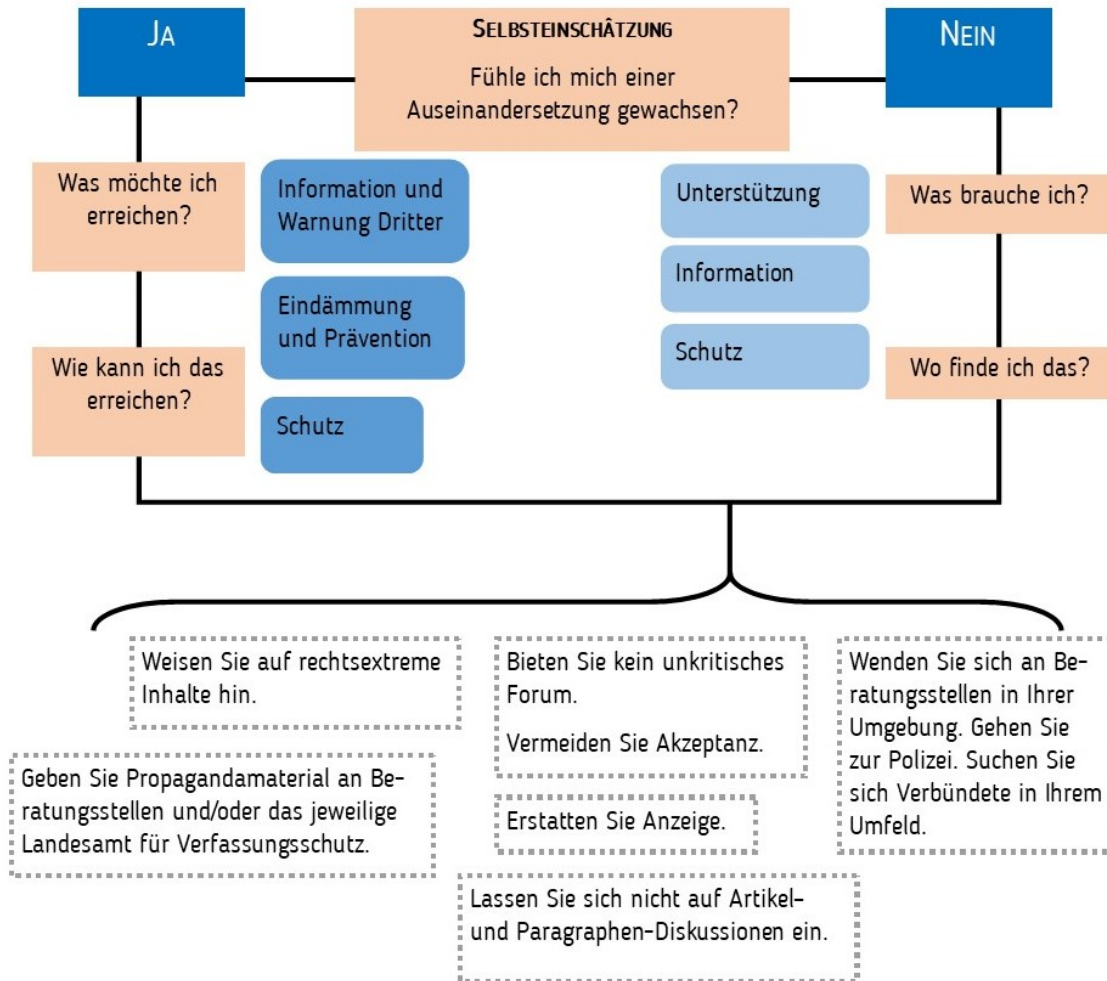 JA
SELBSTEINSCHÂTZUNG
Fühle ich mich einer
Auseinandersetzung gewachsen?
NEIN
Was möchte ich
erreichen?
Information und
Warnung Dritter
Eindämmung
und Prävention
Wie kann ich das
erreichen?
Schutz
Unterstützung
Information
Schutz
Was brauche ich?
Wo finde ich das?
Weisen Sie auf rechtsextreme
Inhalte hin.
Geben Sie Propagandamaterial an Be-
ratungsstellen und/oder das jeweilige
Landesamt für Verfassungsschutz.
Bieten Sie kein unkritisches
Forum.
Vermeiden Sie Akzeptanz.
Erstatten Sie Anzeige.
Lassen Sie sich nicht auf Artikel-
und Paragraphen-Diskussionen ein.
Wenden Sie sich an Be-
ratungsstellen in Ihrer
Umgebung. Gehen Sie
zur Polizei. Suchen Sie
sich Verbündete in Ihrem
Umfeld.